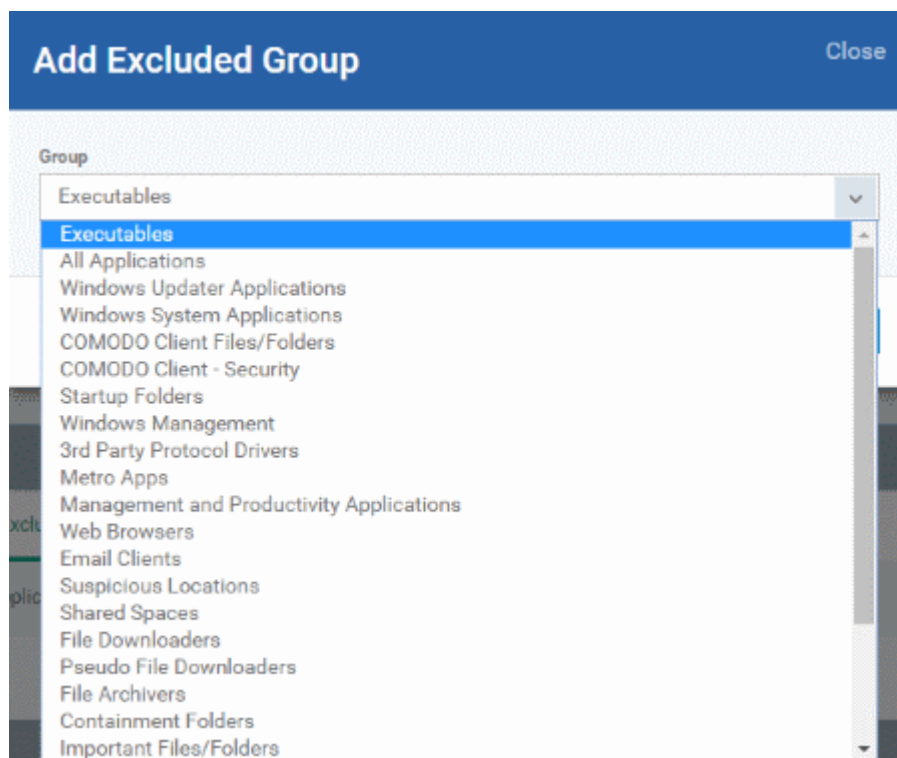 Add Excluded Group
Close
Group
Executables
Executables
All Applications
Windows Updater Applications
Windows System Applications
COMODO Client Files/Folders
COMODO Client - Security
Startup Folders
Windows Management
3rd Party Protocol Drivers
Metro Apps
Management and Productivity Applications
Web Browsers
Email Clients
Suspicious Locations
Shared Spaces
File Downloaders
Pseudo File Downloaders
File Archivers
Containment Folders
Important Files/Folders